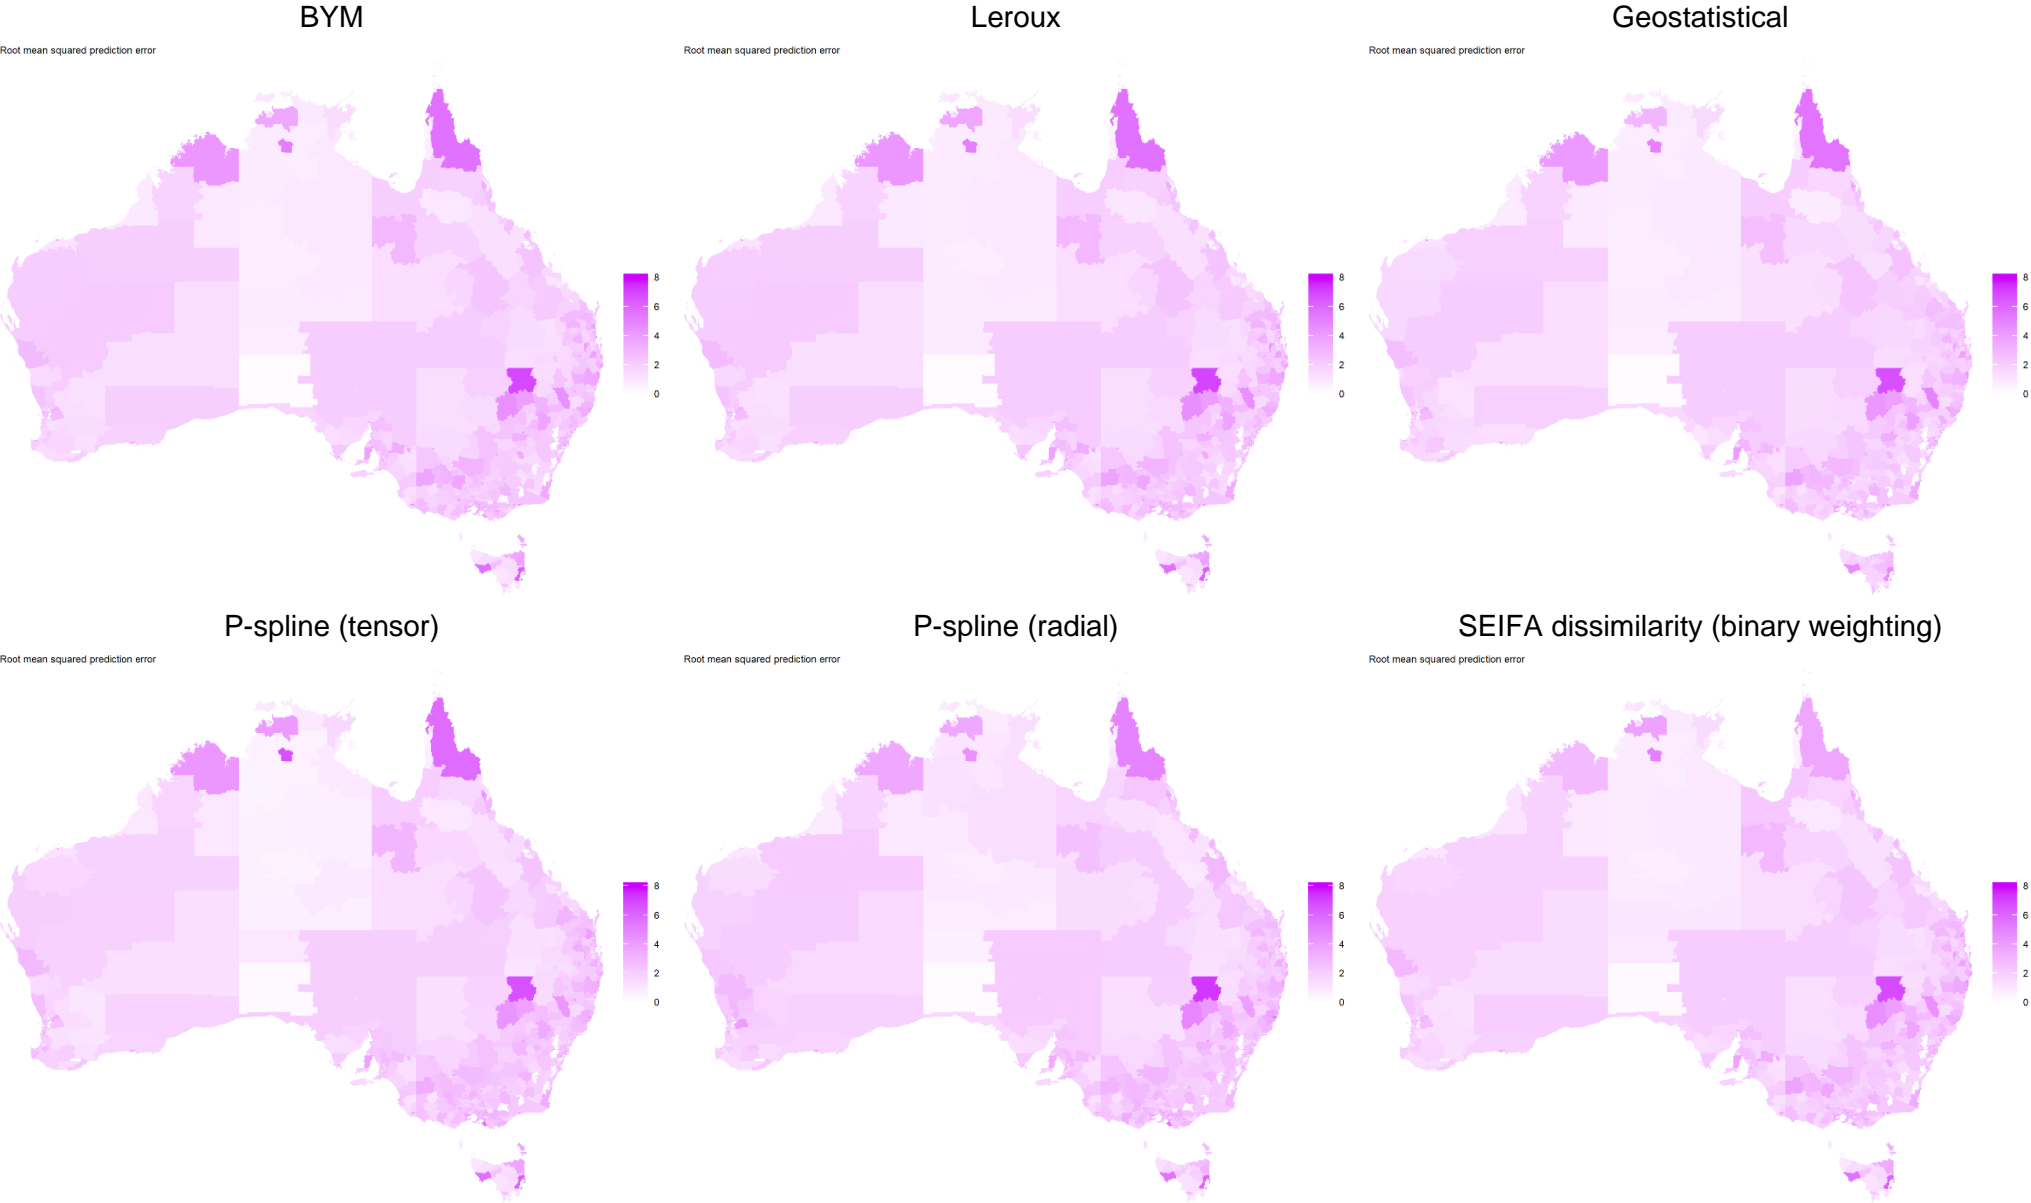 BYM
Leroux
Geostatistical
Root mean squared prediction error
Root mean squared prediction error
Root mean squared prediction error
8
6
4
2
0
8
6
4
2
0
8
6
4
2
0
P-spline (tensor)
P-spline (radial)
SEIFA dissimilarity (binary weighting)
Root mean squared prediction error
Root mean squared prediction error
Root mean squared prediction error
8
6
4
2
0
8
6
4
2
0
8
6
4
2
0